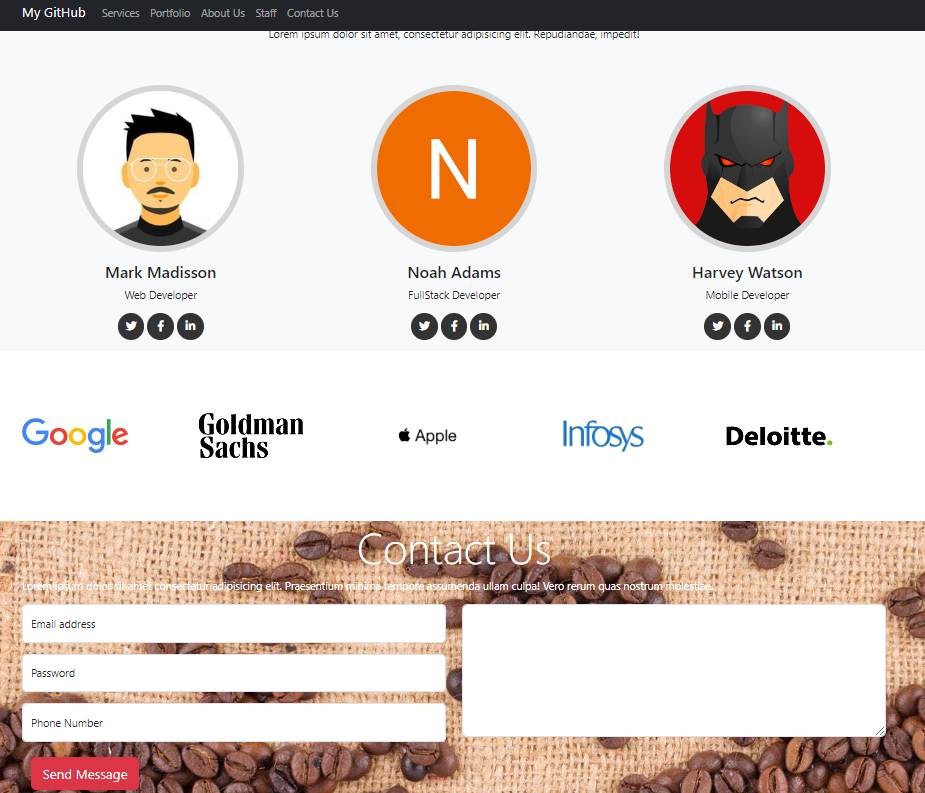 My GitHub Services Portfolio About Us Staff Contact Us
Lorem ipsum dolor sit amet, consectetur adipisicing elit. Repudiandae, impedit!
N
Mark Madisson
Web Developer
Noah Adams
FullStack Developer
Harvey Watson
Mobile Developer
Google
Goldman
Sachs
Apple
Infosys
Deloitte.
Contact Us
Lorem ipsum dolor sit amet consectetur adipisicing elit. Praesentium minima tempore assumenda ullam culpa! Vero rerum quas nostrum molestiae.
Email address
Password
Phone Number
Send Message